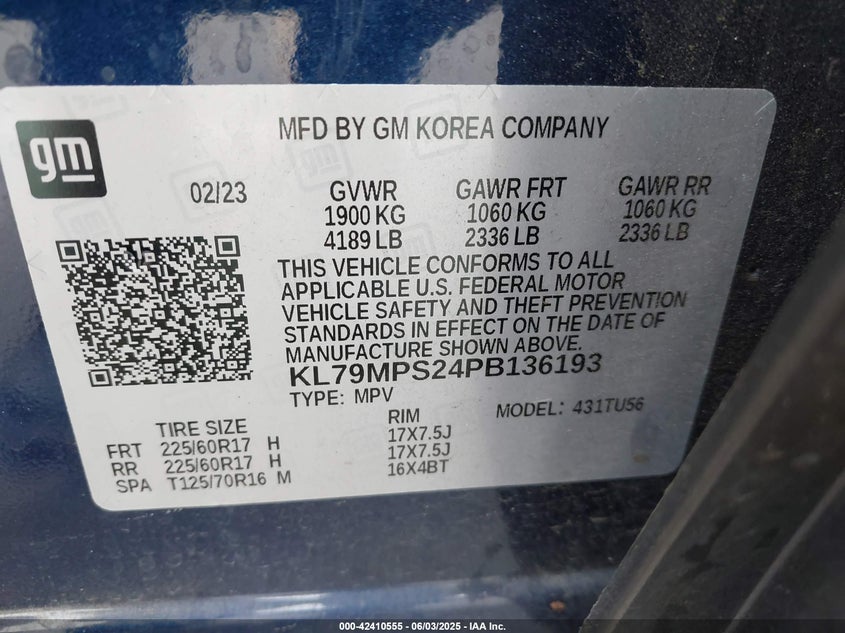 gm
MFD BY GM KOREA COMPANY
02/23
GVWR GAWR FRT GAWR RR
1900 KG 1060 KG 1060 KG
4189 LB 2336 LB 2336 LB
THIS VEHICLE CONFORMS TO ALL
APPLICABLE U.S. FEDERAL MOTOR
VEHICLE SAFETY AND THEFT PREVENTION
STANDARDS IN EFFECT ON THE DATE OF
MANUFACTURE SHOWN ABOVE.
KL79MPS24PB136193
TYPE: MPV MODEL: 431TU56
TIRE SIZE RIM
FRT 225/60R17 H 17X7.5J
RR 225/60R17 H 17X7.5J
SPA T125/70R16 M 16X4BT
000-42410555 - 06/03/2025 - IAA Inc.